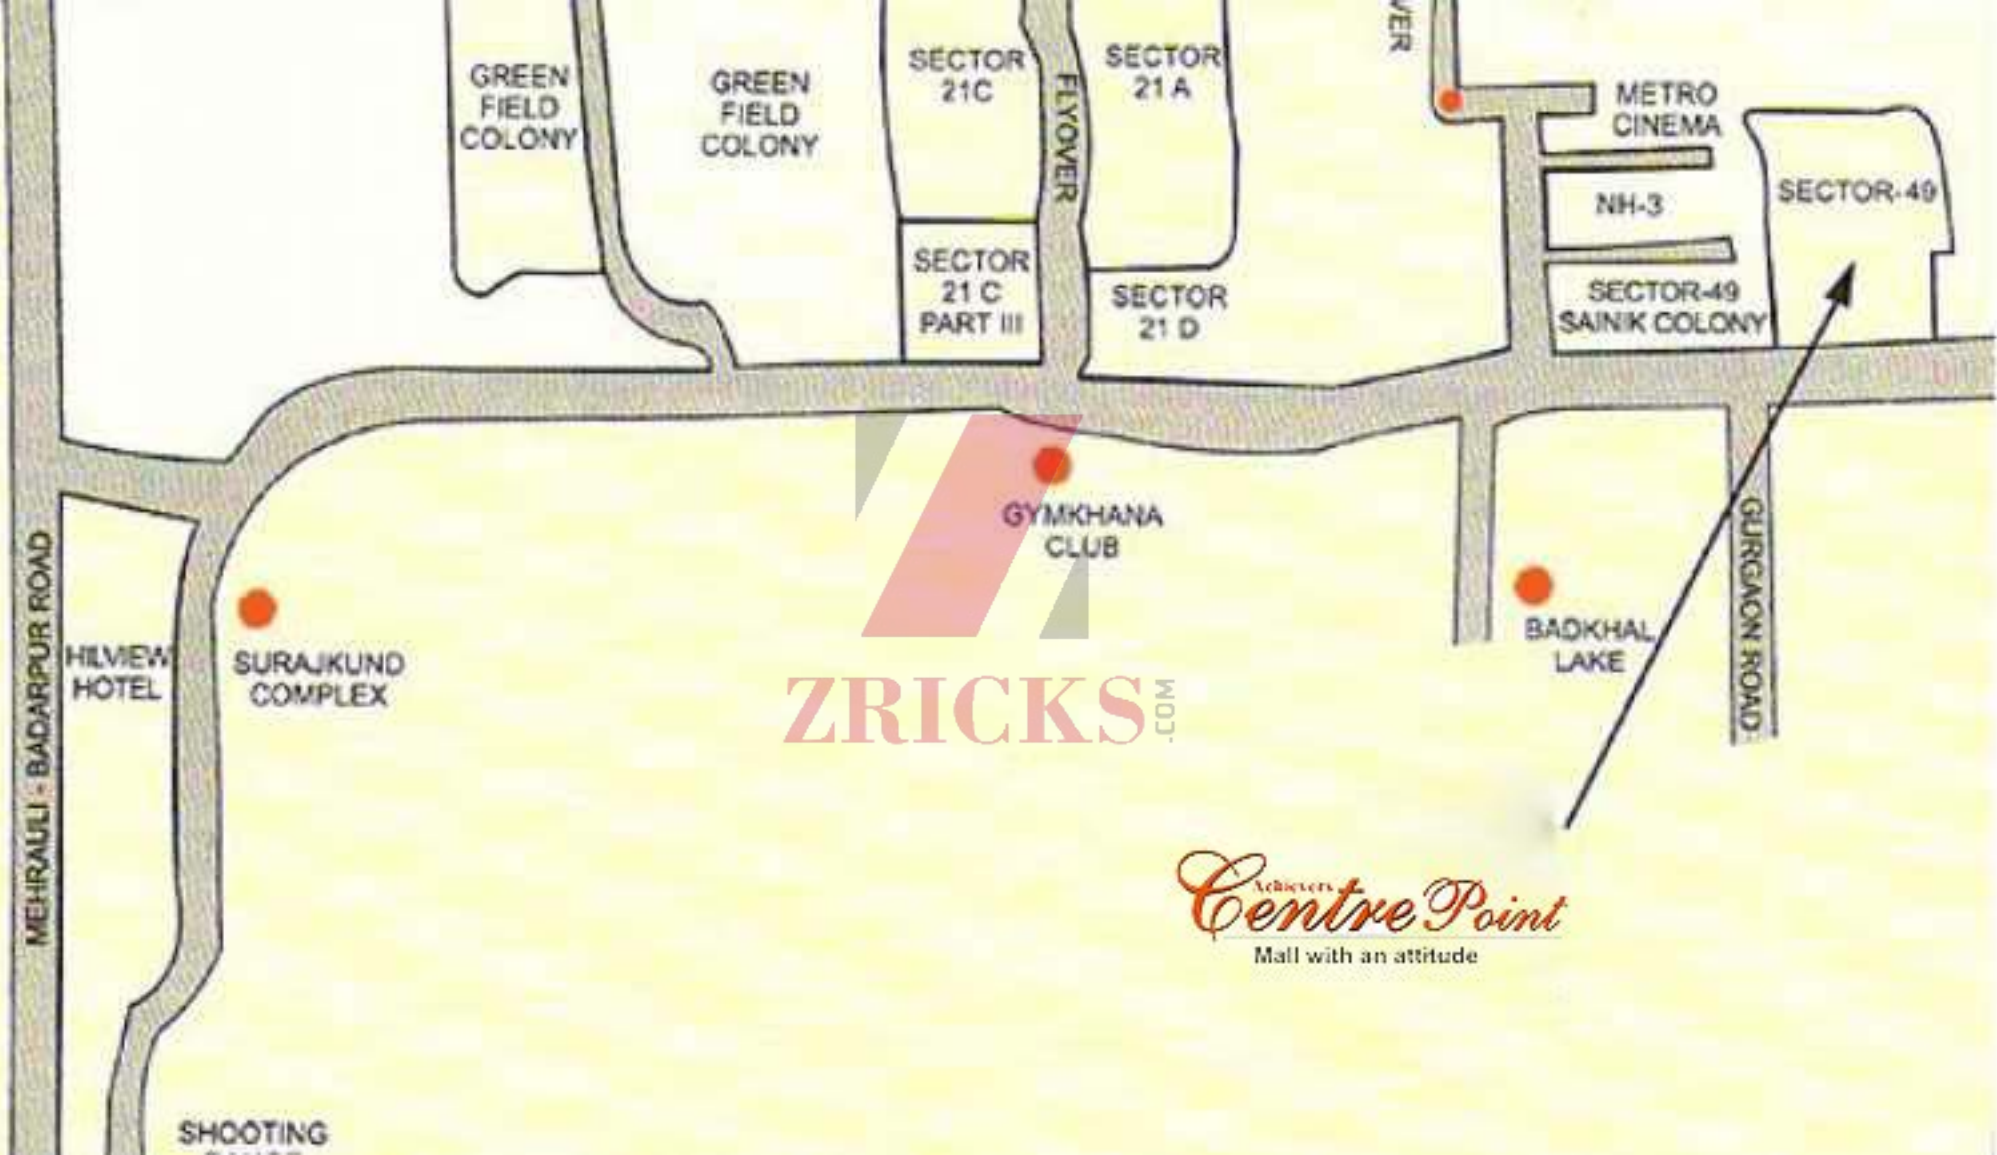 GREEN
FIELD
COLONY
GREEN
FIELD
COLONY
SECTOR
21C
FLYOVER
SECTOR
21 A
METRO
CINEMA
NH-3
SECTOR-49
SECTOR
21 C
PART III
SECTOR
21 D
SECTOR-49
SAINIK COLONY
GYMKHANA
CLUB
MEHRAULI - BADARPUR ROAD
HILVIEW
HOTEL
SURAJKUND
COMPLEX
BADKHAL
LAKE
GURGAON ROAD
ZRICKS.COM
Achievers
Centre Point
Mall with an attitude
SHOOTING